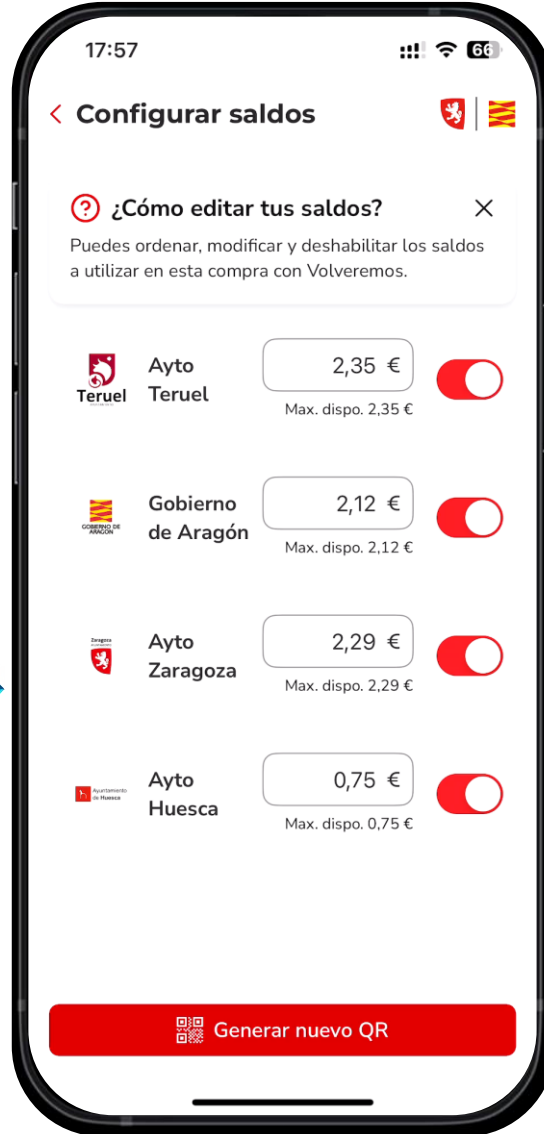 17:57
66
Configurar saldos
¿Cómo editar tus saldos?
Puedes ordenar, modificar y deshabilitar los saldos
a utilizar en esta compra con Volveremos.
Teruel
Ayto
Teruel
2,35 €
Max. dispo. 2,35 €
GOBIERNO DE
ARAGON
Gobierno
de Aragón
2,12 €
Max. dispo. 2,12 €
Zaragoza
Ayto
Zaragoza
2,29 €
Max. dispo. 2,29 €
Ayuntamiento
de Huesca
Ayto
Huesca
0,75 €
Max. dispo. 0,75 €
Generar nuevo QR